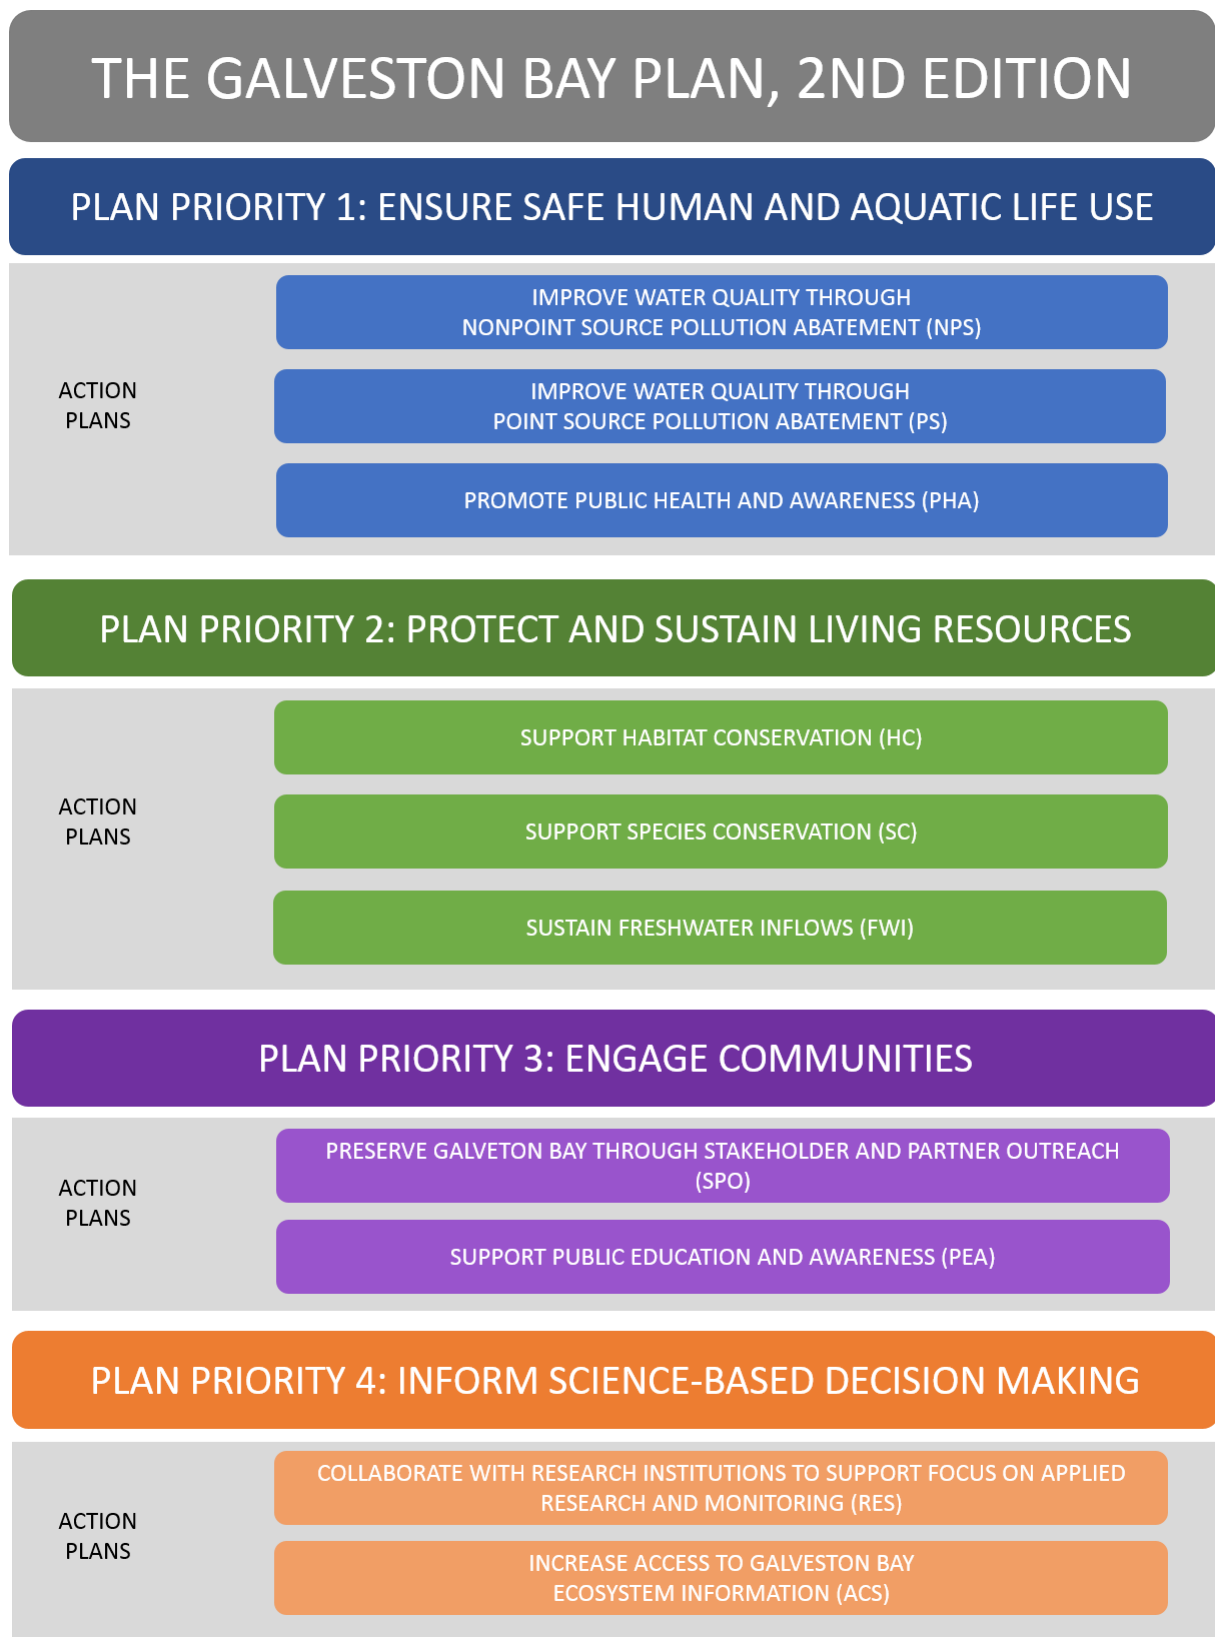 THE GALVESTON BAY PLAN, 2ND EDITION
PLAN PRIORITY 1: ENSURE SAFE HUMAN AND AQUATIC LIFE USE
ACTION
PLANS
IMPROVE WATER QUALITY THROUGH
NONPOINT SOURCE POLLUTION ABATEMENT (NPS)
IMPROVE WATER QUALITY THROUGH
POINT SOURCE POLLUTION ABATEMENT (PS)
PROMOTE PUBLIC HEALTH AND AWARENESS (PHA)
PLAN PRIORITY 2: PROTECT AND SUSTAIN LIVING RESOURCES
ACTION
PLANS
SUPPORT HABITAT CONSERVATION (HC)
SUPPORT SPECIES CONSERVATION (SC)
SUSTAIN FRESHWATER INFLOWS (FWI)
PLAN PRIORITY 3: ENGAGE COMMUNITIES
ACTION
PLANS
PRESERVE GALVETON BAY THROUGH STAKEHOLDER AND PARTNER OUTREACH
(SPO)
SUPPORT PUBLIC EDUCATION AND AWARENESS (PEA)
PLAN PRIORITY 4: INFORM SCIENCE-BASED DECISION MAKING
ACTION
PLANS
COLLABORATE WITH RESEARCH INSTITUTIONS TO SUPPORT FOCUS ON APPLIED
RESEARCH AND MONITORING (RES)
INCREASE ACCESS TO GALVESTON BAY
ECOSYSTEM INFORMATION (ACS)